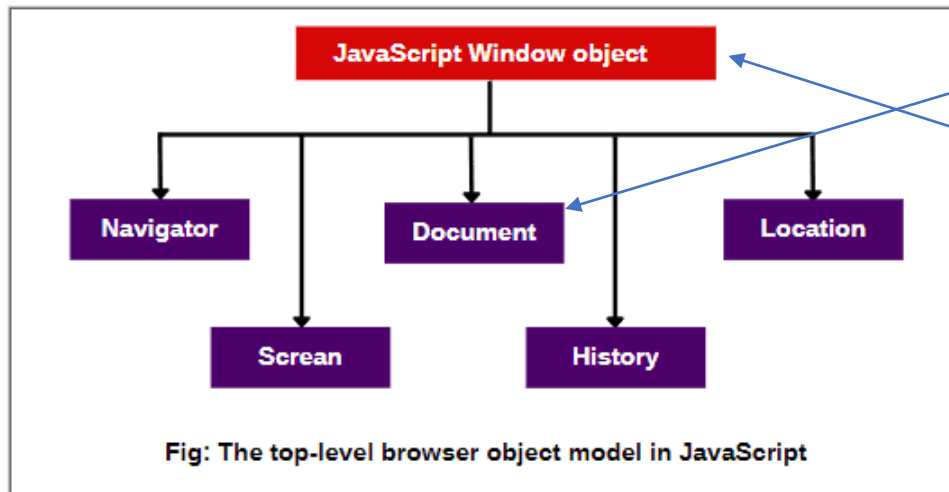 JavaScript Window object
Navigator
Document
Location
Screan
History
Fig: The top-level browser object model in JavaScript